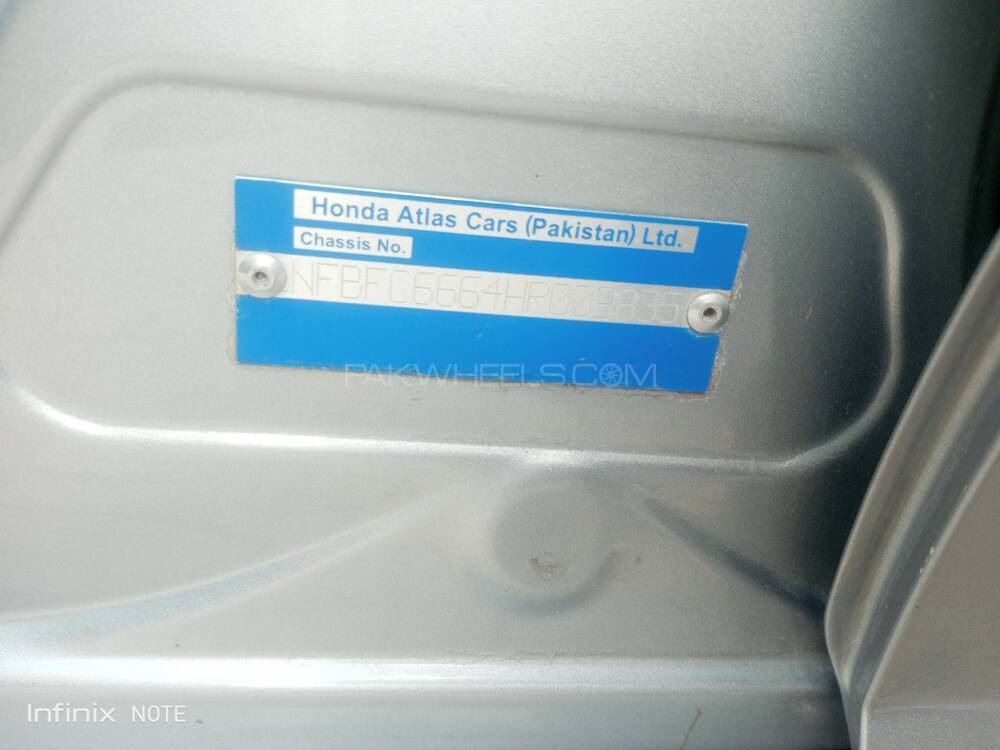 Honda Atlas Cars (Pakistan) Ltd.
Chassis No.
NFBFC6664HR009835
PAKWHEELS.COM
Infinix NOTE